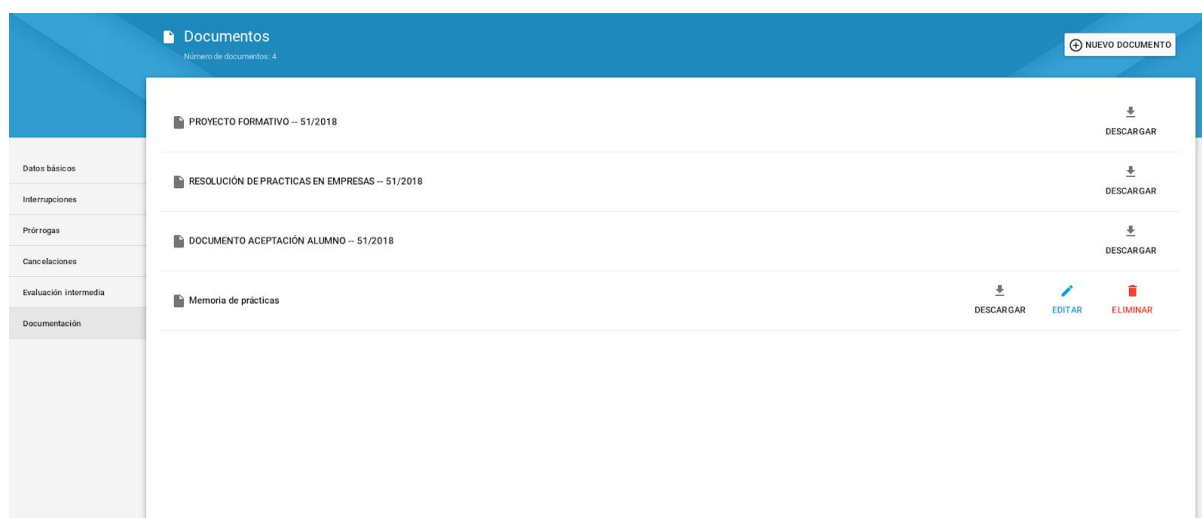 Documentos
Número de documentos: 4
NUEVO DOCUMENTO
Datos básicos
Interrupciones
Prórrogas
Cancelaciones
Evaluación intermedia
Documentación
PROYECTO FORMATIVO -- 51/2018
DESCARGAR
RESOLUCIÓN DE PRACTICAS EN EMPRESAS -- 51/2018
DESCARGAR
DOCUMENTO ACEPTACIÓN ALUMNO -- 51/2018
DESCARGAR
Memoria de prácticas
DESCARGAR EDITAR ELIMINAR